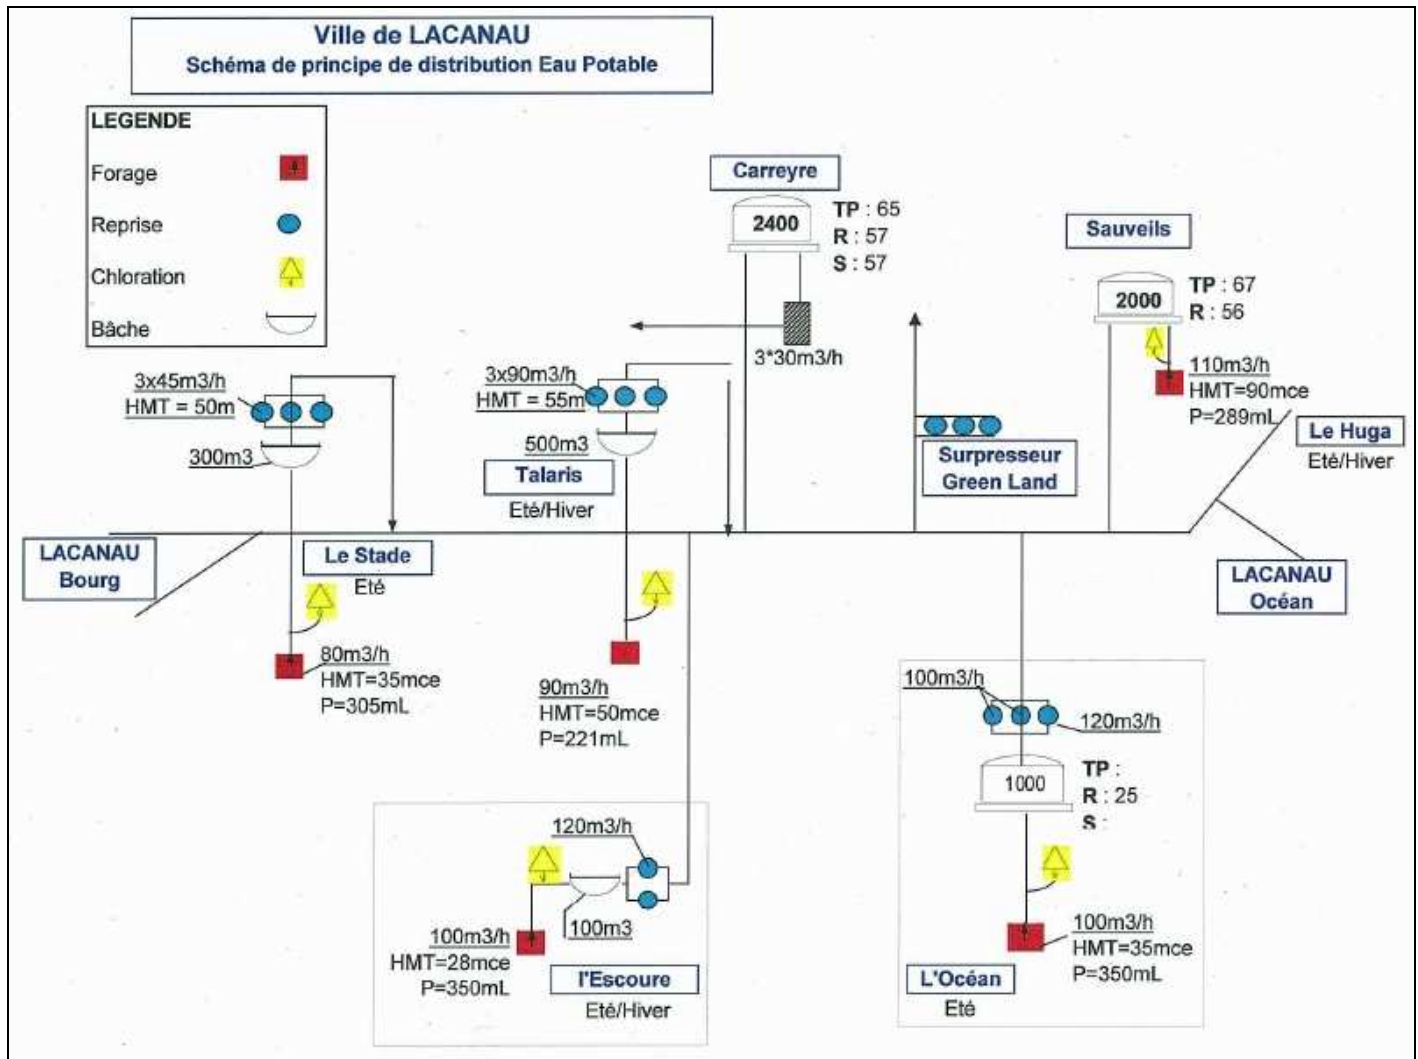 Ville de LACANAU
Schéma de principe de distribution Eau Potable
LEGENDE
Forage
Reprise
Chloration
Bâche
Carreyre
2400
TP : 65
R : 57
S : 57
3*30m3/h
Sauveils
2000
TP : 67
R : 56
110m3/h
HMT=90mce
P=289mL
Le Huga
Eté/Hiver
3x45m3/h
HMT = 50m
300m3
3x90m3/h
HMT = 55m
500m3
Talaris
Eté/Hiver
Surpresseur
Green Land
LACANAU
Bourg
Le Stade
Eté
80m3/h
HMT=35mce
P=305mL
90m3/h
HMT=50mce
P=221mL
LACANAU
Océan
100m3/h
120m3/h
1000
TP :
R : 25
S :
100m3/h
HMT=35mce
P=350mL
L'Océan
Eté
120m3/h
100m3
100m3/h
HMT=28mce
P=350mL
l'Escoure
Eté/Hiver